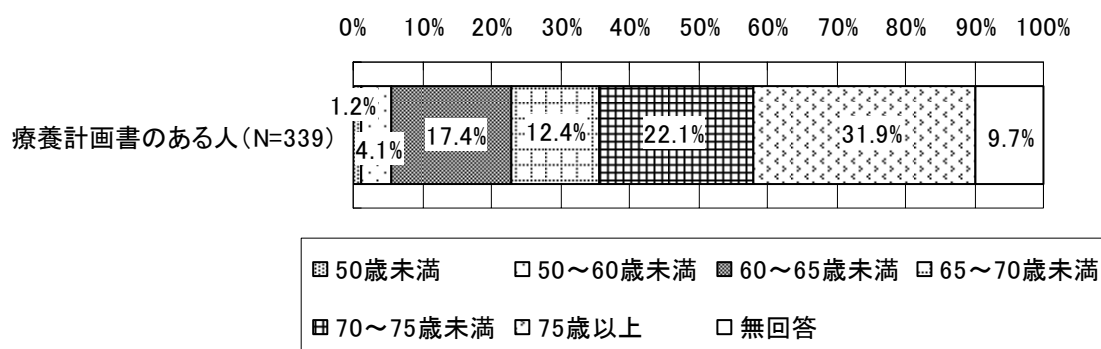 0% 10% 20% 30% 40% 50% 60% 70% 80% 90% 100%
療養計画書のある人(N=339) 1.2% 4.1% 17.4% 12.4% 22.1% 31.9% 9.7%
50歳未満 50～60歳未満 60～65歳未満 65～70歳未満
70～75歳未満 75歳以上 無回答